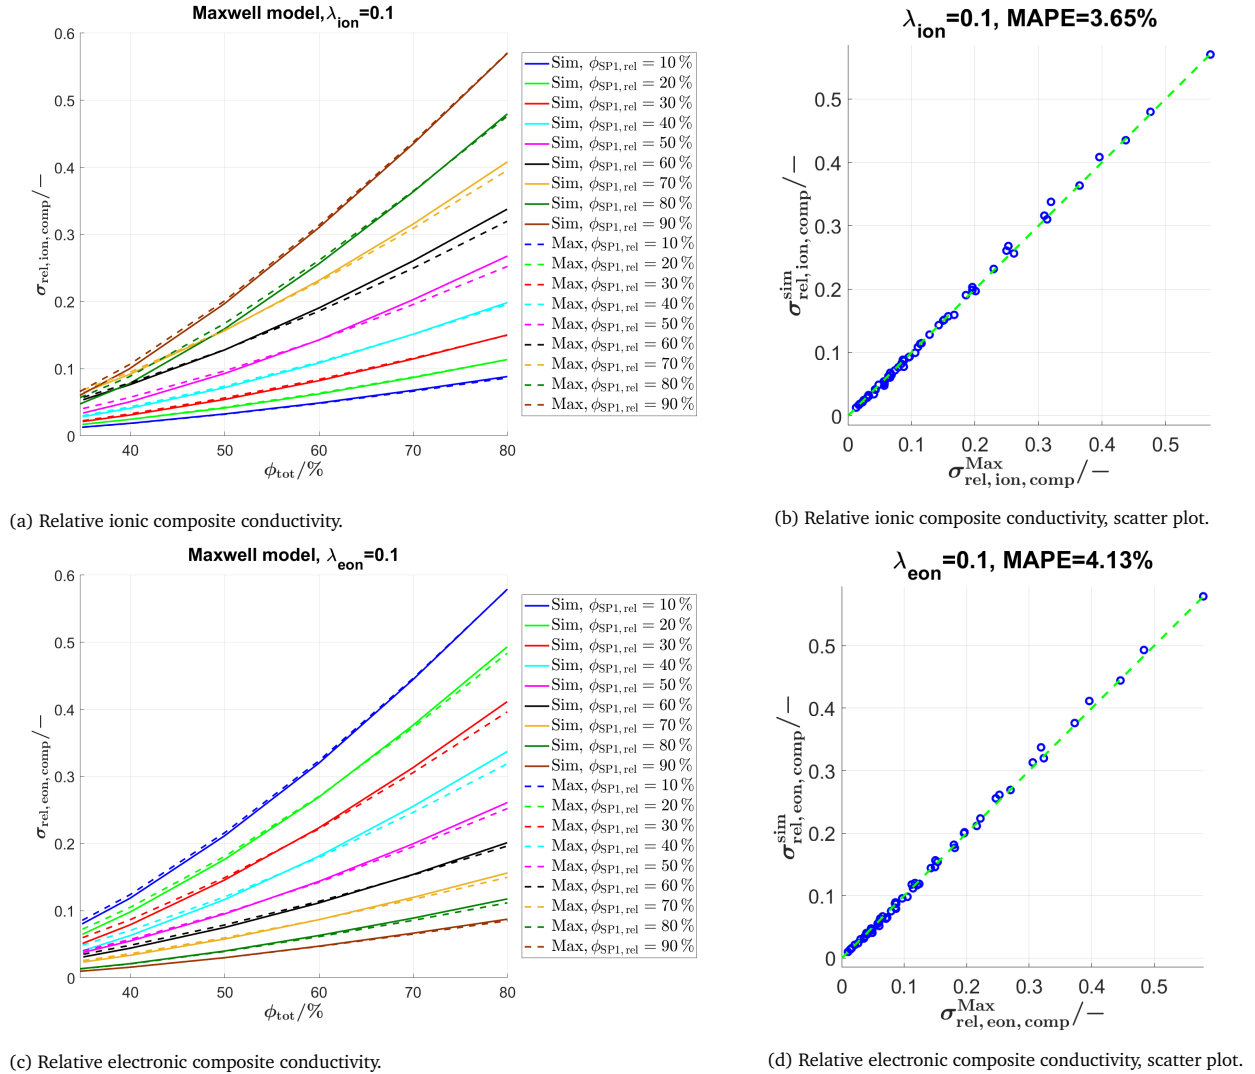 Maxwell model,λion=0.1
σrel,ion,comp/−
0.6
0.5
0.4
0.3
0.2
0.1
0
40
50
60
70
80
ϕtot/%
Sim, ϕSP1,rel = 10 %
Sim, ϕSP1,rel = 20 %
Sim, ϕSP1,rel = 30 %
Sim, ϕSP1,rel = 40 %
Sim, ϕSP1,rel = 50 %
Sim, ϕSP1,rel = 60 %
Sim, ϕSP1,rel = 70 %
Sim, ϕSP1,rel = 80 %
Sim, ϕSP1,rel = 90 %
Max, ϕSP1,rel = 10 %
Max, ϕSP1,rel = 20 %
Max, ϕSP1,rel = 30 %
Max, ϕSP1,rel = 40 %
Max, ϕSP1,rel = 50 %
Max, ϕSP1,rel = 60 %
Max, ϕSP1,rel = 70 %
Max, ϕSP1,rel = 80 %
Max, ϕSP1,rel = 90 %
(a) Relative ionic composite conductivity.
λion=0.1, MAPE=3.65%
σsim rel,ion,comp/−
0.5
0.4
0.3
0.2
0.1
0
0
0.1
0.2
0.3
0.4
0.5
σMax rel,ion,comp/−
(b) Relative ionic composite conductivity, scatter plot.
Maxwell model, λeon=0.1
σrel,eon,comp/−
0.6
0.5
0.4
0.3
0.2
0.1
0
40
50
60
70
80
ϕtot/%
Sim, ϕSP1,rel = 10 %
Sim, ϕSP1,rel = 20 %
Sim, ϕSP1,rel = 30 %
Sim, ϕSP1,rel = 40 %
Sim, ϕSP1,rel = 50 %
Sim, ϕSP1,rel = 60 %
Sim, ϕSP1,rel = 70 %
Sim, ϕSP1,rel = 80 %
Sim, ϕSP1,rel = 90 %
Max, ϕSP1,rel = 10 %
Max, ϕSP1,rel = 20 %
Max, ϕSP1,rel = 30 %
Max, ϕSP1,rel = 40 %
Max, ϕSP1,rel = 50 %
Max, ϕSP1,rel = 60 %
Max, ϕSP1,rel = 70 %
Max, ϕSP1,rel = 80 %
Max, ϕSP1,rel = 90 %
(c) Relative electronic composite conductivity.
λeon=0.1, MAPE=4.13%
σsim rel,eon,comp/−
0.5
0.4
0.3
0.2
0.1
0
0
0.1
0.2
0.3
0.4
0.5
σMax rel,eon,comp/−
(d) Relative electronic composite conductivity, scatter plot.